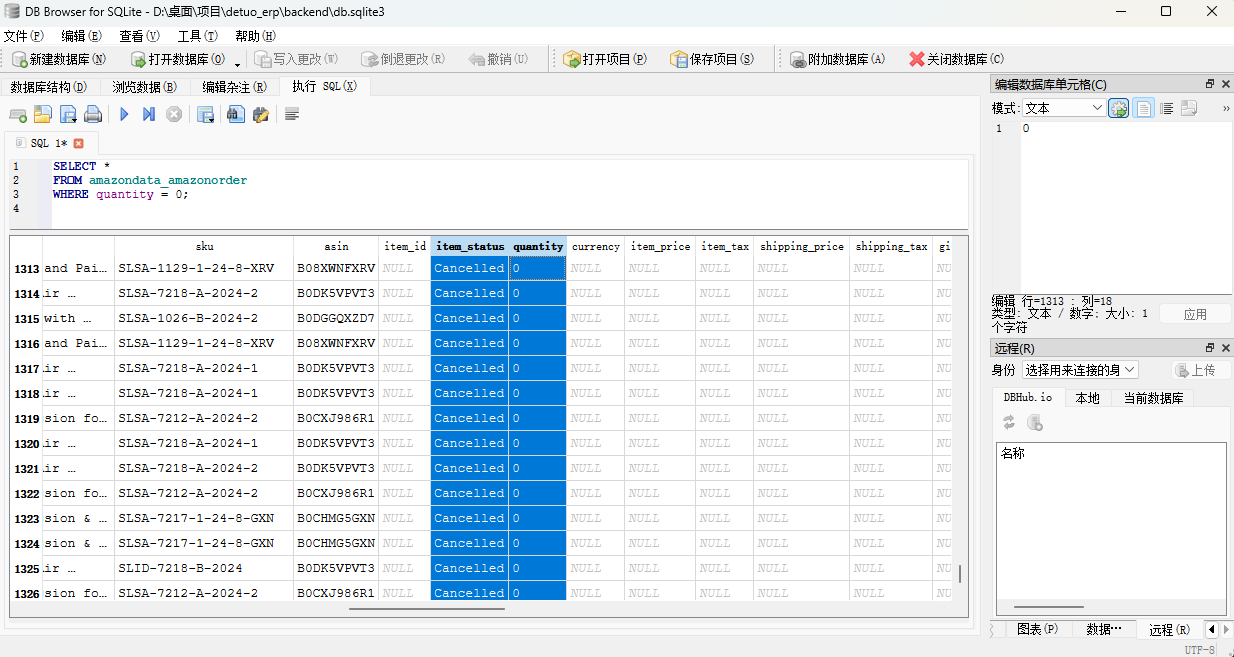 DB Browser for SQLite - D:\桌面\项目\detuo_erp\backend\db.sqlite3
文件(F) 编辑(E) 查看(V) 工具(T) 帮助(H)
新建数据库(N) 打开数据库(O) 写入更改(W) 倒退更改(R) 撤销(U) 打开项目(P) 保存项目(S) 附加数据库(A) 关闭数据库(C)
数据库结构(D) 浏览数据(B) 编辑杂注(R) 执行 SQL(X)
SQL 1*
1 SELECT *
2 FROM amazondata_amazonorder
3 WHERE quantity = 0;
4
sku asin item_id item_status quantity currency item_price item_tax shipping_price shipping_tax gi
1313 and Pai… SLSA-1129-1-24-8-XRV B08XWNFXRV NULL Cancelled 0 NULL NULL NULL NULL NULL NU
1314 .ir … SLSA-7218-A-2024-2 B0DK5VPVT3 NULL Cancelled 0 NULL NULL NULL NULL NULL NU
1315 with … SLSA-1026-B-2024-2 B0DGGQXZD7 NULL Cancelled 0 NULL NULL NULL NULL NULL NU
1316 and Pai… SLSA-1129-1-24-8-XRV B08XWNFXRV NULL Cancelled 0 NULL NULL NULL NULL NULL NU
1317 .ir … SLSA-7218-A-2024-1 B0DK5VPVT3 NULL Cancelled 0 NULL NULL NULL NULL NULL NU
1318 .ir … SLSA-7218-A-2024-1 B0DK5VPVT3 NULL Cancelled 0 NULL NULL NULL NULL NULL NU
1319 sion fo… SLSA-7212-A-2024-2 B0CXJ986R1 NULL Cancelled 0 NULL NULL NULL NULL NULL NU
1320 .ir … SLSA-7218-A-2024-1 B0DK5VPVT3 NULL Cancelled 0 NULL NULL NULL NULL NULL NU
1321 .ir … SLSA-7218-A-2024-2 B0DK5VPVT3 NULL Cancelled 0 NULL NULL NULL NULL NULL NU
1322 sion fo… SLSA-7212-A-2024-2 B0CXJ986R1 NULL Cancelled 0 NULL NULL NULL NULL NULL NU
1323 sion & … SLSA-7217-1-24-8-GXN B0CHMG5GXN NULL Cancelled 0 NULL NULL NULL NULL NULL NU
1324 sion & … SLSA-7217-1-24-8-GXN B0CHMG5GXN NULL Cancelled 0 NULL NULL NULL NULL NULL NU
1325 .ir … SLID-7218-B-2024 B0DK5VPVT3 NULL Cancelled 0 NULL NULL NULL NULL NULL NU
1326 sion fo… SLSA-7212-A-2024-2 B0CXJ986R1 NULL Cancelled 0 NULL NULL NULL NULL NULL NU
编辑数据库单元格(C)
模式: 文本 »
1 0
编辑 行=1313 : 列=18
类型: 文本 / 数字: 大小: 1
个字符
应用
远程(R)
身份 选择用来连接的身 上传
DBHub.io 本地 当前数据库
名称
图表(P) 数据… 远程(R)
UTF-8